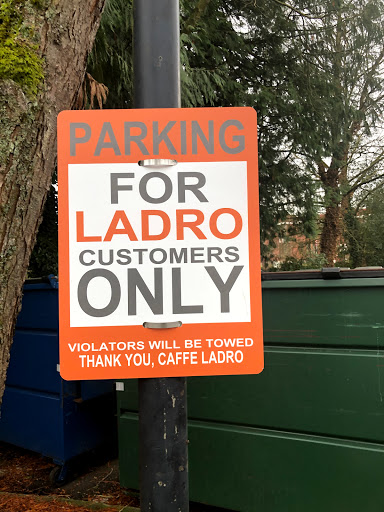 PARKING
FOR
LADRO
CUSTOMERS
ONLY
VIOLATORS WILL BE TOWED
THANK YOU, CAFFE LADRO